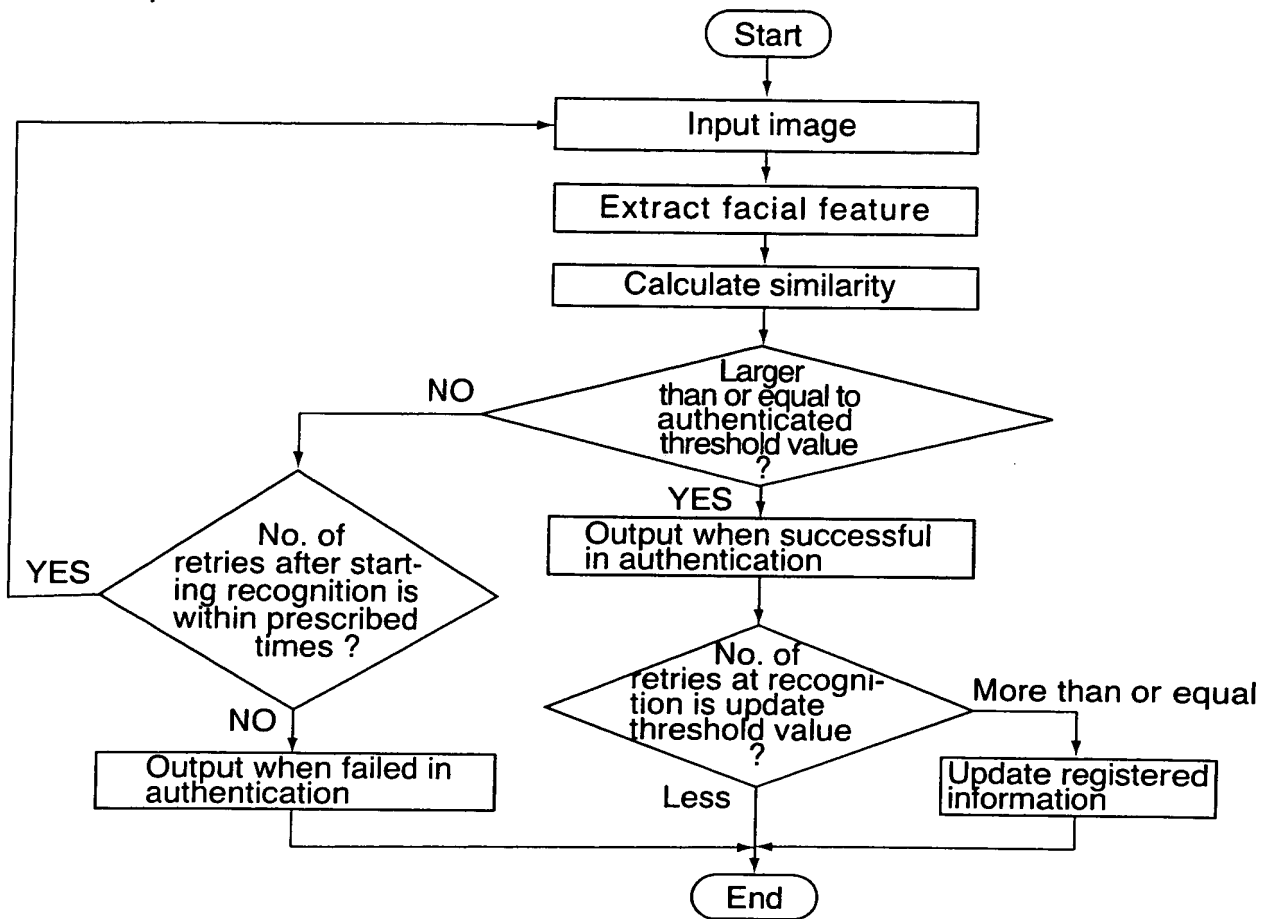 Start
Input image
Extract facial feature
Calculate similarity
Larger
than or equal to
authenticated
threshold value
?
NO
YES
No. of
retries after start-
ing recognition is
within prescribed
times ?
YES
NO
Output when successful
in authentication
No. of
retries at recogni-
tion is update
threshold value
?
More than or equal
Less
Output when failed in
authentication
Update registered
information
End